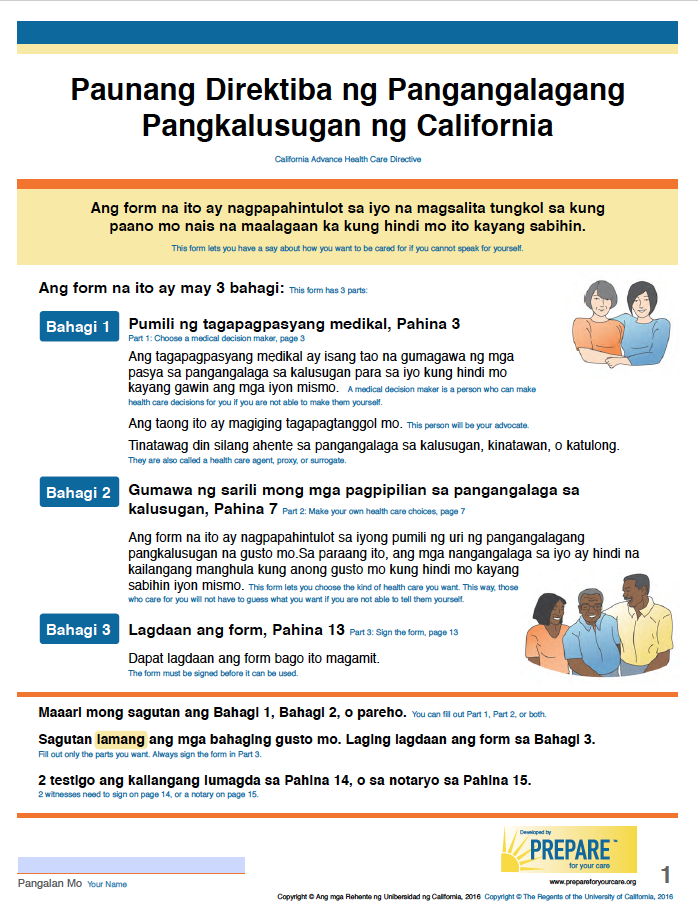 Paunang Direktiba ng Pangangalagang
Pangkalusugan ng California
California Advance Health Care Directive
Ang form na ito ay nagpapahintulot sa iyo na magsalita tungkol sa kung
paano mo nais na maalagaan ka kung hindi mo ito kayang sabihin.
This form lets you have a say about how you want to be cared for if you cannot speak for yourself.
Ang form na ito ay may 3 bahagi: This form has 3 parts:
Bahagi 1 Pumili ng tagapagpasyang medikal, Pahina 3
Part 1: Choose a medical decision maker, page 3
Ang tagapagpasyang medikal ay isang tao na gumagawa ng mga
pasya sa pangangalaga sa kalusugan para sa iyo kung hindi mo
kayang gawin ang mga iyon mismo. A medical decision maker is a person who can make
health care decisions for you if you are not able to make them yourself.
Ang taong ito ay magiging tagapagtanggol mo. This person will be your advocate.
Tinatawag din silang ahente sa pangangalaga sa kalusugan, kinatawan, o katulong.
They are also called a health care agent, proxy, or surrogate.
Bahagi 2 Gumawa ng sarili mong mga pagpipilian sa pangangalaga sa
kalusugan, Pahina 7 Part 2: Make your own health care choices, page 7
Ang form na ito ay nagpapahintulot sa iyong pumili ng uri ng pangangalagang
pangkalusugan na gusto mo.Sa paraang ito, ang mga nangangalaga sa iyo ay hindi na
kailangang manghula kung anong gusto mo kung hindi mo kayang
sabihin iyon mismo. This form lets you choose the kind of health care you want. This way, those
who care for you will not have to guess what you want if you are not able to tell them yourself.
Bahagi 3 Lagdaan ang form, Pahina 13 Part 3: Sign the form, page 13
Dapat lagdaan ang form bago ito magamit.
The form must be signed before it can be used.
Maaari mong sagutan ang Bahagi 1, Bahagi 2, o pareho. You can fill out Part 1, Part 2, or both.
Sagutan lamang ang mga bahaging gusto mo. Laging lagdaan ang form sa Bahagi 3.
Fill out only the parts you want. Always sign the form in Part 3.
2 testigo ang kailangang lumagda sa Pahina 14, o sa notaryo sa Pahina 15.
2 witnesses need to sign on page 14, or a notary on page 15.
Developed by
PREPARE™
for your care
www.prepareforyourcare.org 1
Pangalan Mo Your Name
Copyright © Ang mga Rehente ng Unibersidad ng California, 2016 Copyright © The Regents of the University of California, 2016